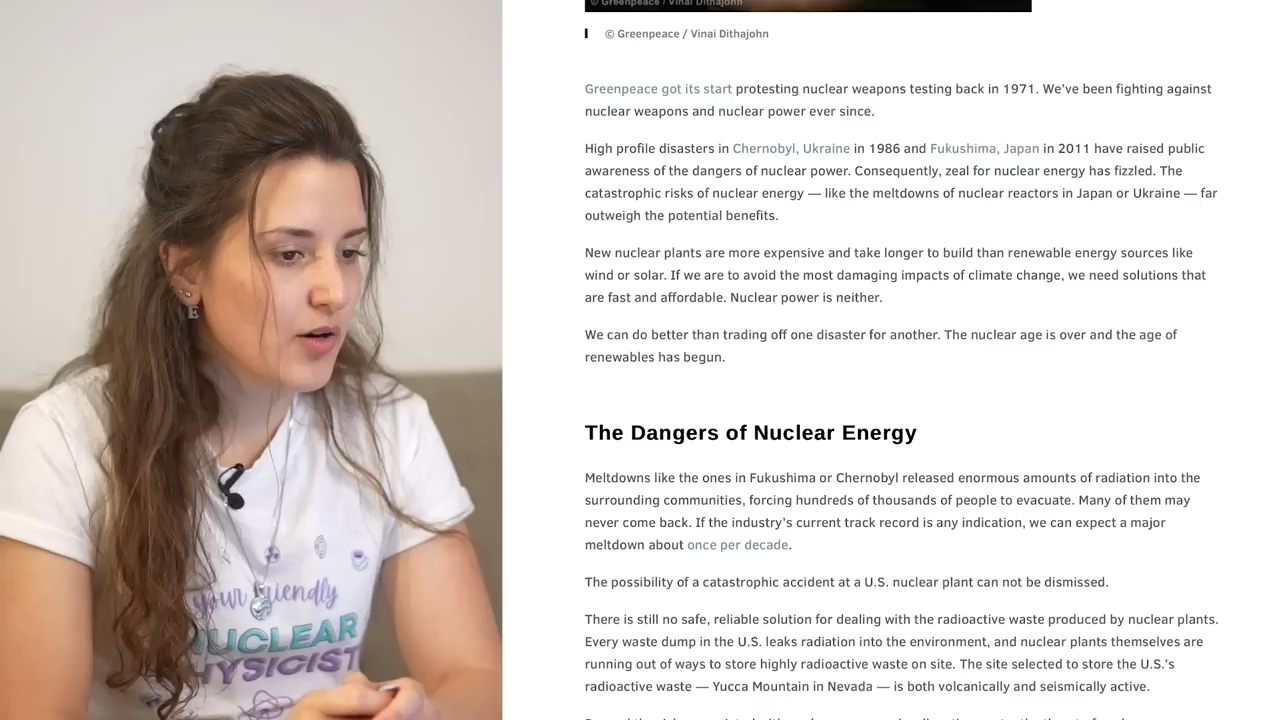 © Greenpeace / Vinai Dithajohn
© Greenpeace / Vinai Dithajohn
Greenpeace got its start protesting nuclear weapons testing back in 1971. We’ve been fighting against
nuclear weapons and nuclear power ever since.
High profile disasters in Chernobyl, Ukraine in 1986 and Fukushima, Japan in 2011 have raised public
awareness of the dangers of nuclear power. Consequently, zeal for nuclear energy has fizzled. The
catastrophic risks of nuclear energy — like the meltdowns of nuclear reactors in Japan or Ukraine — far
outweigh the potential benefits.
New nuclear plants are more expensive and take longer to build than renewable energy sources like
wind or solar. If we are to avoid the most damaging impacts of climate change, we need solutions that
are fast and affordable. Nuclear power is neither.
We can do better than trading off one disaster for another. The nuclear age is over and the age of
renewables has begun.
The Dangers of Nuclear Energy
Meltdowns like the ones in Fukushima or Chernobyl released enormous amounts of radiation into the
surrounding communities, forcing hundreds of thousands of people to evacuate. Many of them may
never come back. If the industry’s current track record is any indication, we can expect a major
meltdown about once per decade.
The possibility of a catastrophic accident at a U.S. nuclear plant can not be dismissed.
There is still no safe, reliable solution for dealing with the radioactive waste produced by nuclear plants.
Every waste dump in the U.S. leaks radiation into the environment, and nuclear plants themselves are
running out of ways to store highly radioactive waste on site. The site selected to store the U.S.’s
radioactive waste — Yucca Mountain in Nevada — is both volcanically and seismically active.
E
your friendly
NUCLEAR
PHYSICIST